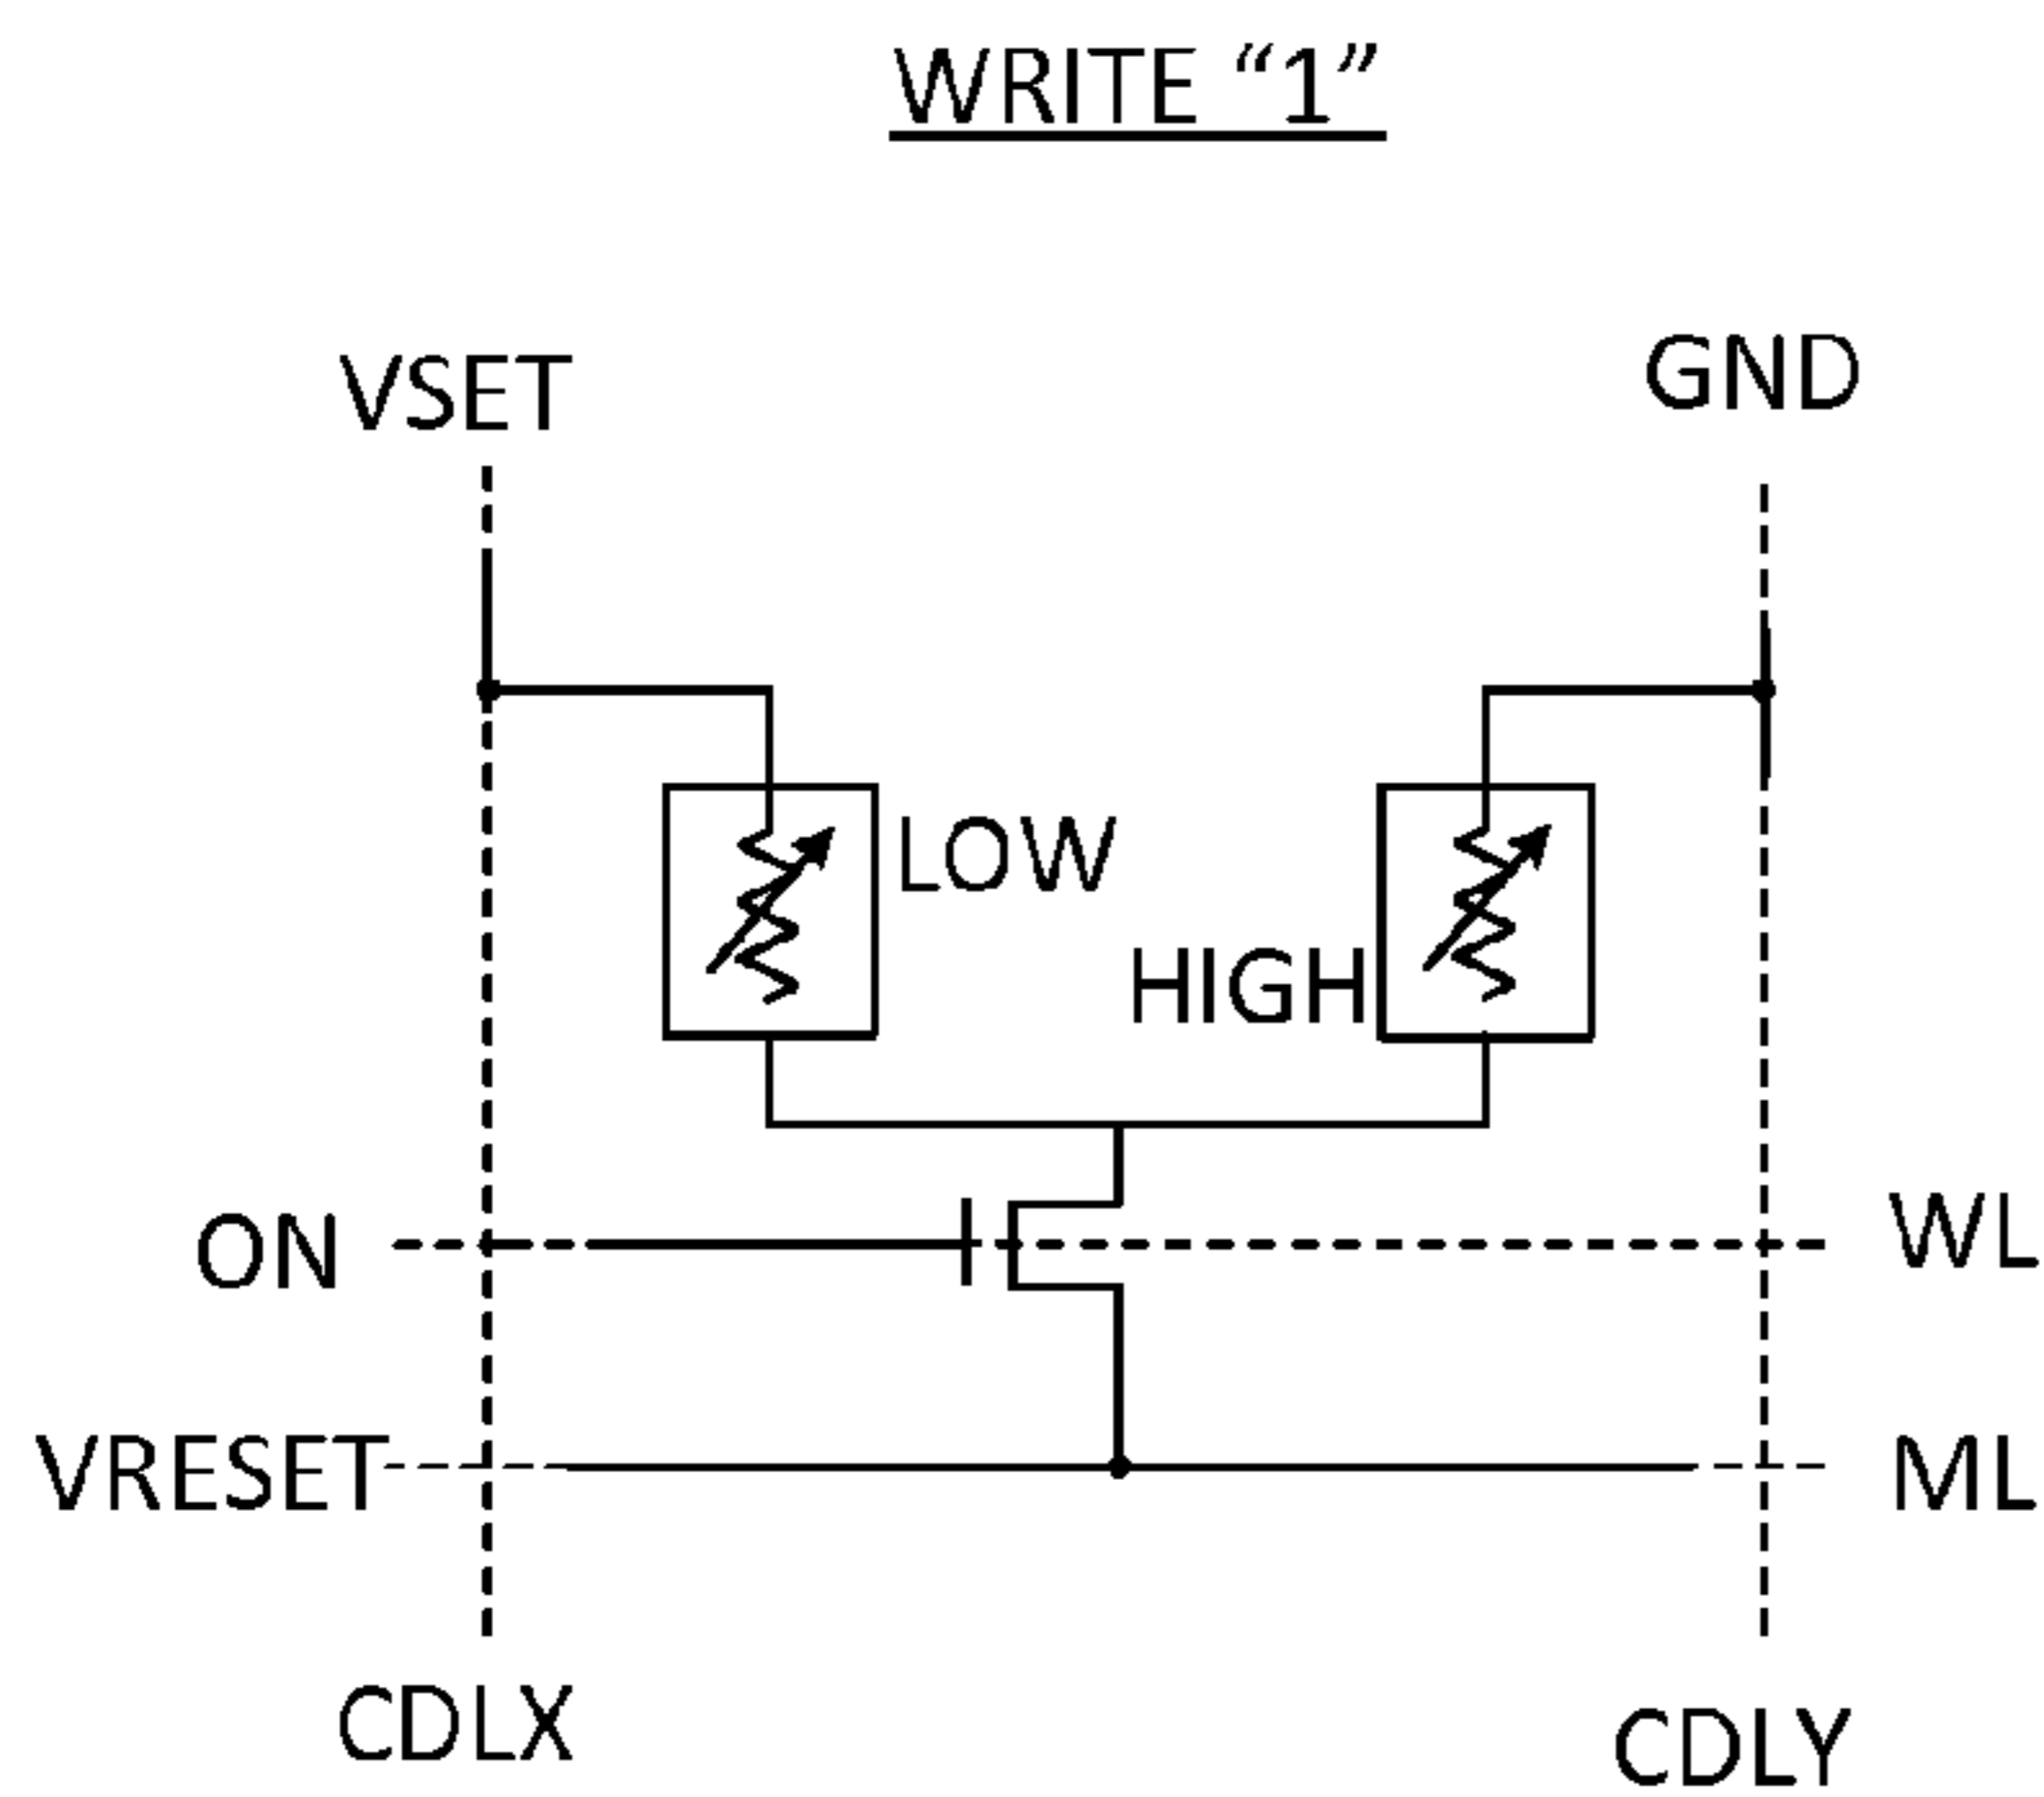 WRITE “1”
VSET
GND
LOW
HIGH
ON
WL
VRESET
ML
CDLX
CDLY